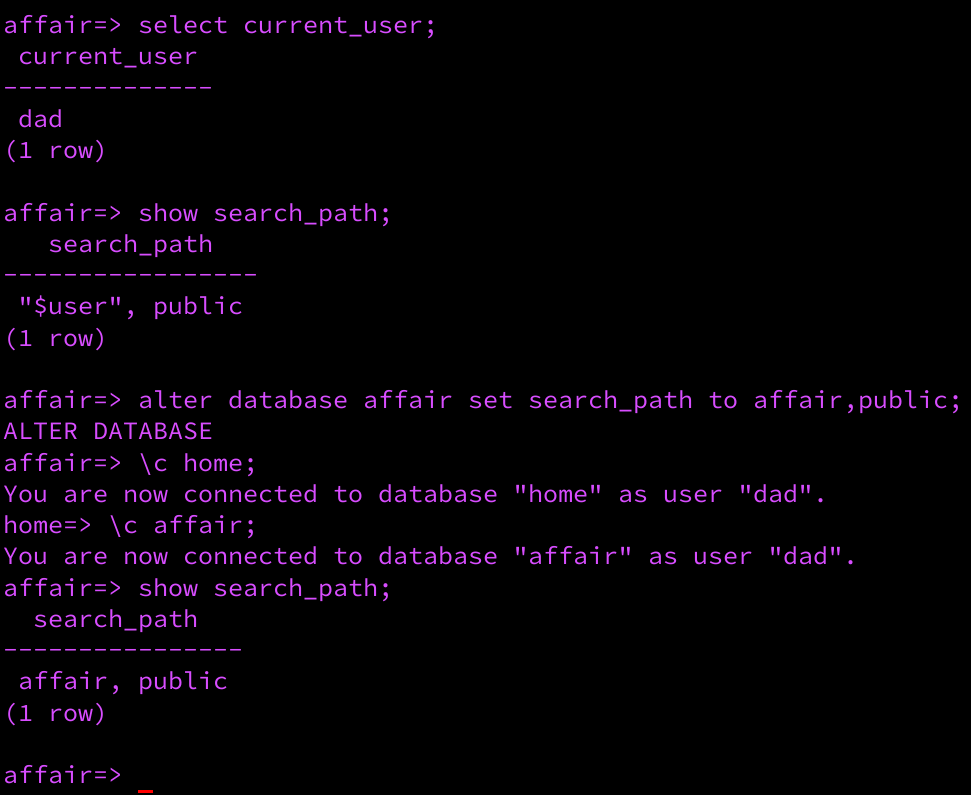 affair=> select current_user;
 current_user
--------------
 dad
(1 row)

affair=> show search_path;
   search_path
-----------------
 "$user", public
(1 row)

affair=> alter database affair set search_path to affair,public;
ALTER DATABASE
affair=> \c home;
You are now connected to database "home" as user "dad".
home=> \c affair;
You are now connected to database "affair" as user "dad".
affair=> show search_path;
  search_path
----------------
 affair, public
(1 row)

affair=>